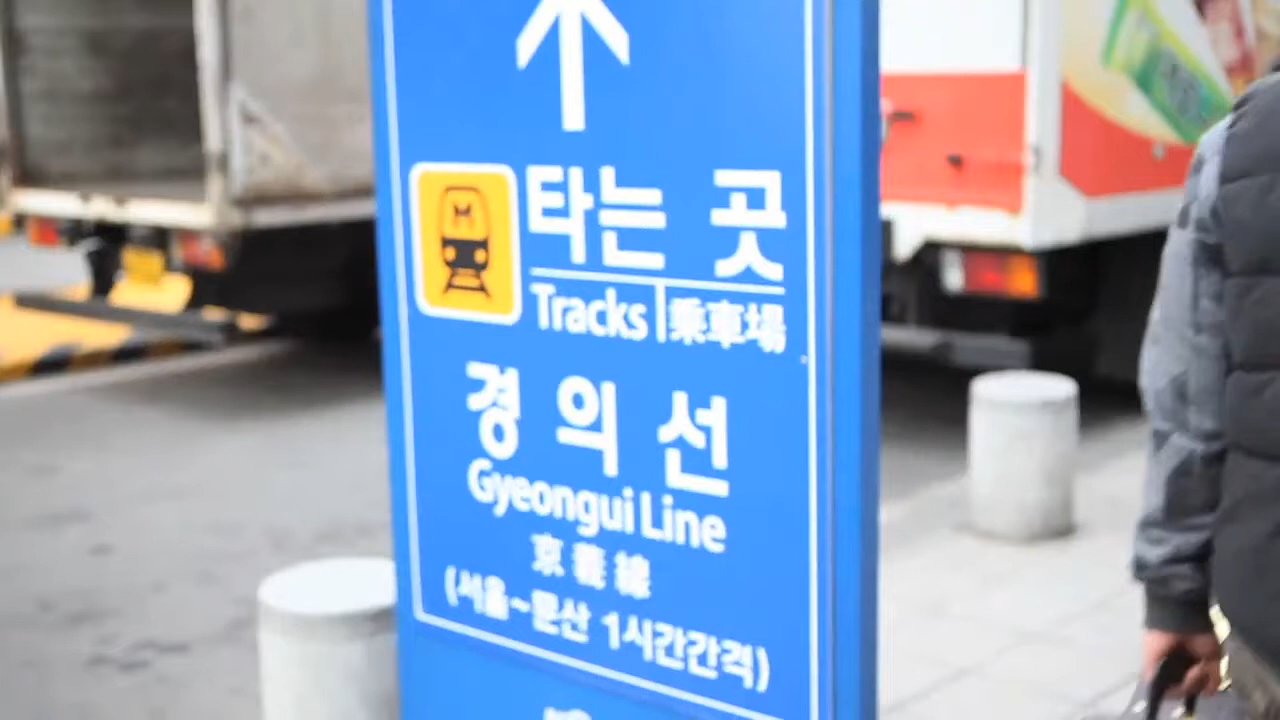 타는 곳
Tracks 乘車場
경의선
Gyeongui Line
京義線
(서울~문산 1시간간격)